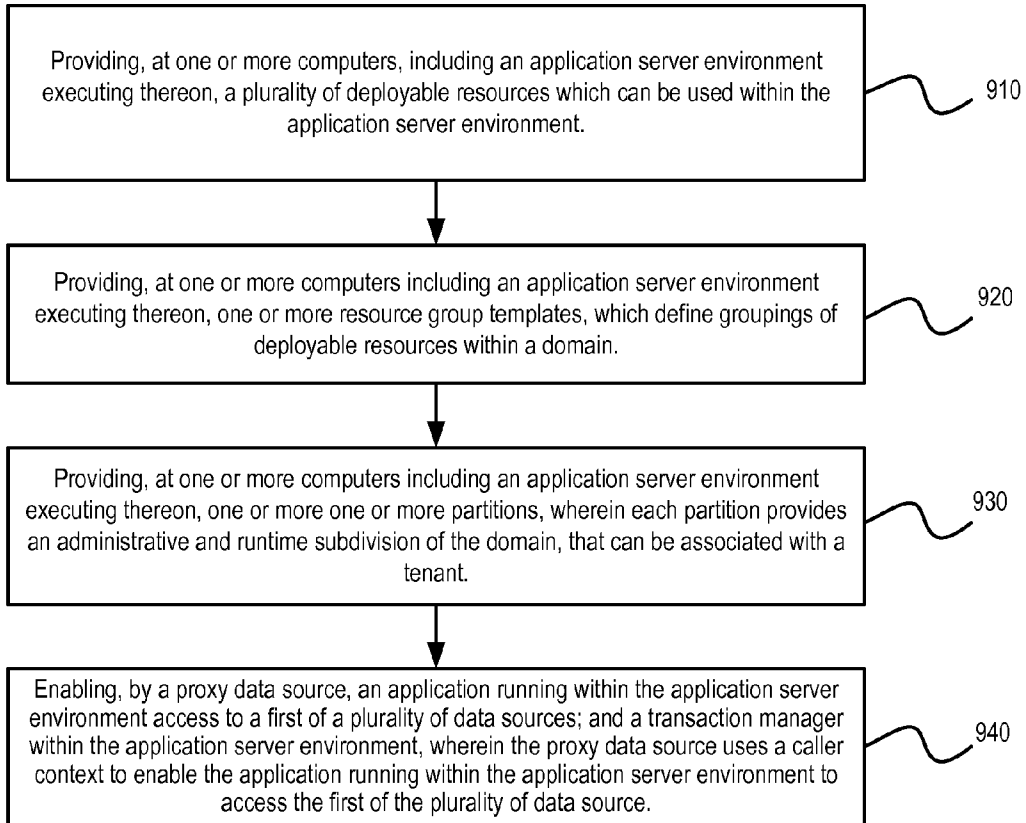 Providing, at one or more computers, including an application server environment
executing thereon, a plurality of deployable resources which can be used within the
application server environment.
910
Providing, at one or more computers including an application server environment
executing thereon, one or more resource group templates, which define groupings of
deployable resources within a domain.
920
Providing, at one or more computers including an application server environment
executing thereon, one or more one or more partitions, wherein each partition provides
an administrative and runtime subdivision of the domain, that can be associated with a
tenant.
930
Enabling, by a proxy data source, an application running within the application server
environment access to a first of a plurality of data sources; and a transaction manager
within the application server environment, wherein the proxy data source uses a caller
context to enable the application running within the application server environment to
access the first of the plurality of data source.
940